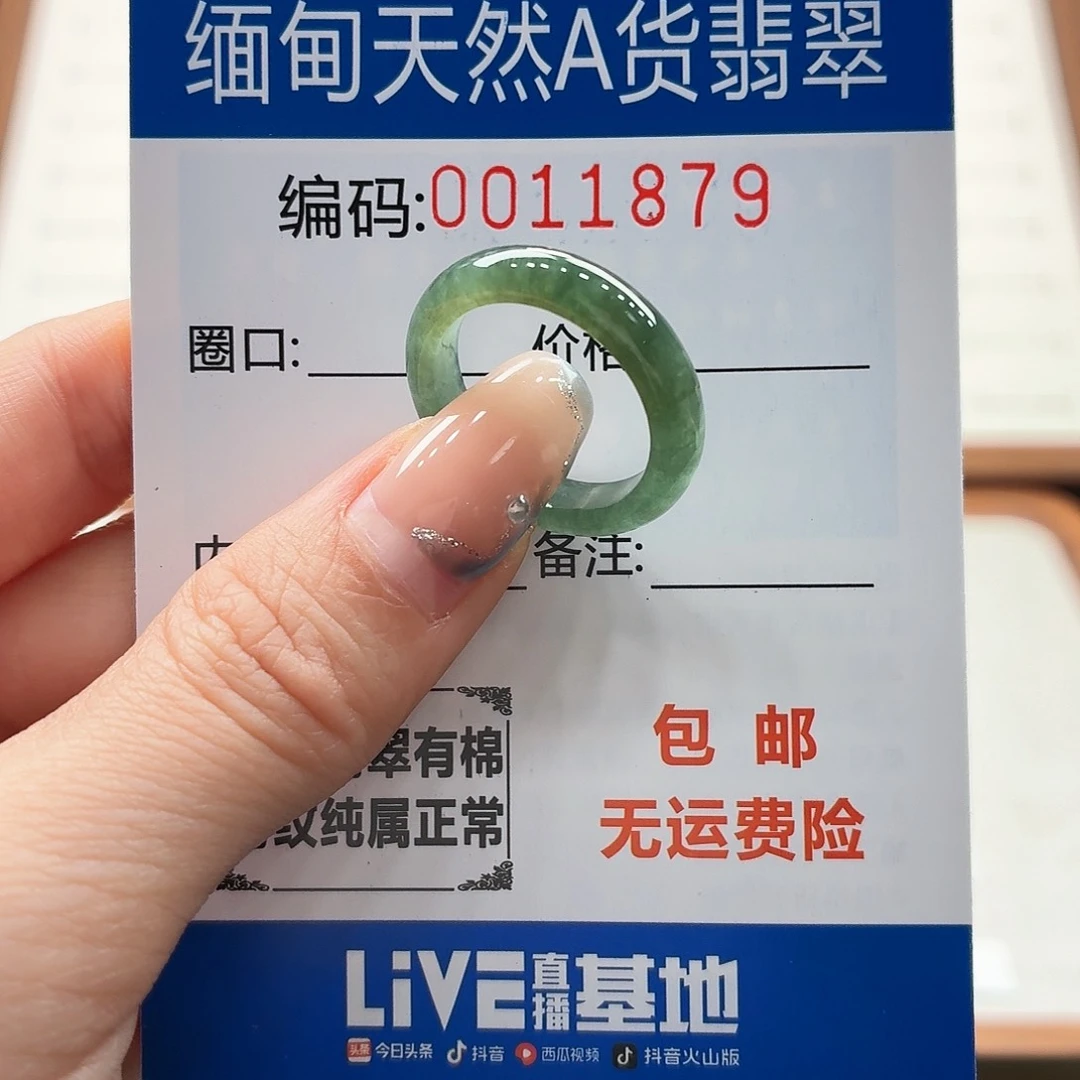 缅甸天然A货翡翠
编码:0011879
圈口: 价格
备注:
翠有棉
纹纯属正常
包 邮
无运费险
LiVE直播基地
头条 今日头条 抖音 西瓜视频 抖音火山版